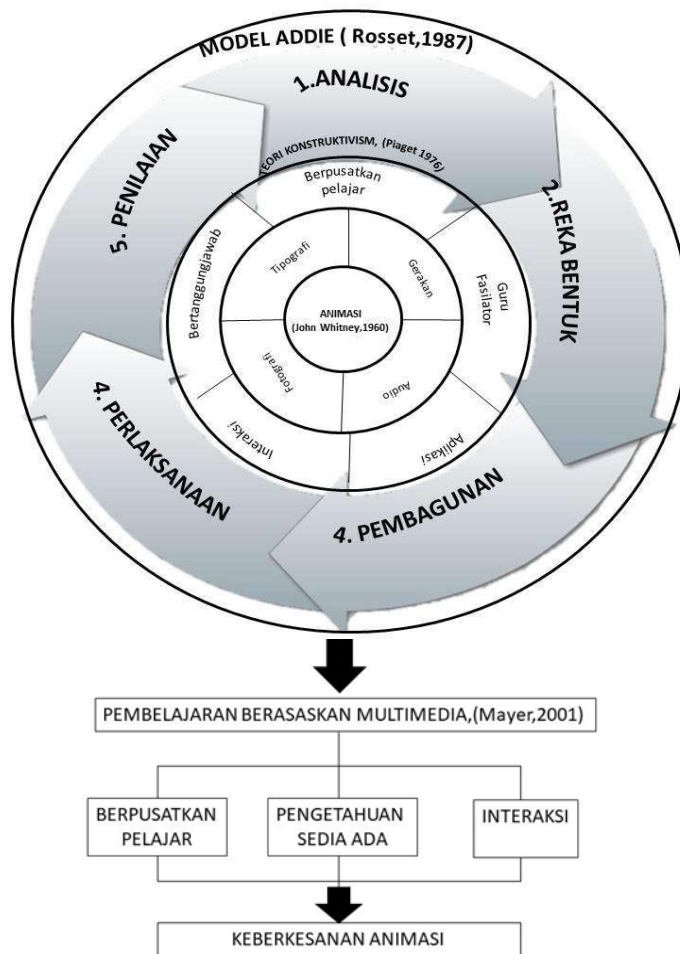 MODEL ADDIE ( Rosset,1987)
1.ANALISIS
2.REKA BENTUK
4. PEMBAGUNAN
4. PERLAKSANAAN
5. PENILAIAN
TEORI KONSTRUKTIVISM, (Piaget 1976)
Berpusatkan
pelajar
Guru
Fasilator
Aplikasi
Interaksi
Bertanggungjawab
Tipografi
Gerakan
Audio
Fotografi
ANIMASI
(John Whitney,1960)
PEMBELAJARAN BERASASKAN MULTIMEDIA,(Mayer,2001)
BERPUSATKAN
PELAJAR
PENGETAHUAN
SEDIA ADA
INTERAKSI
KEBERKESANAN ANIMASI